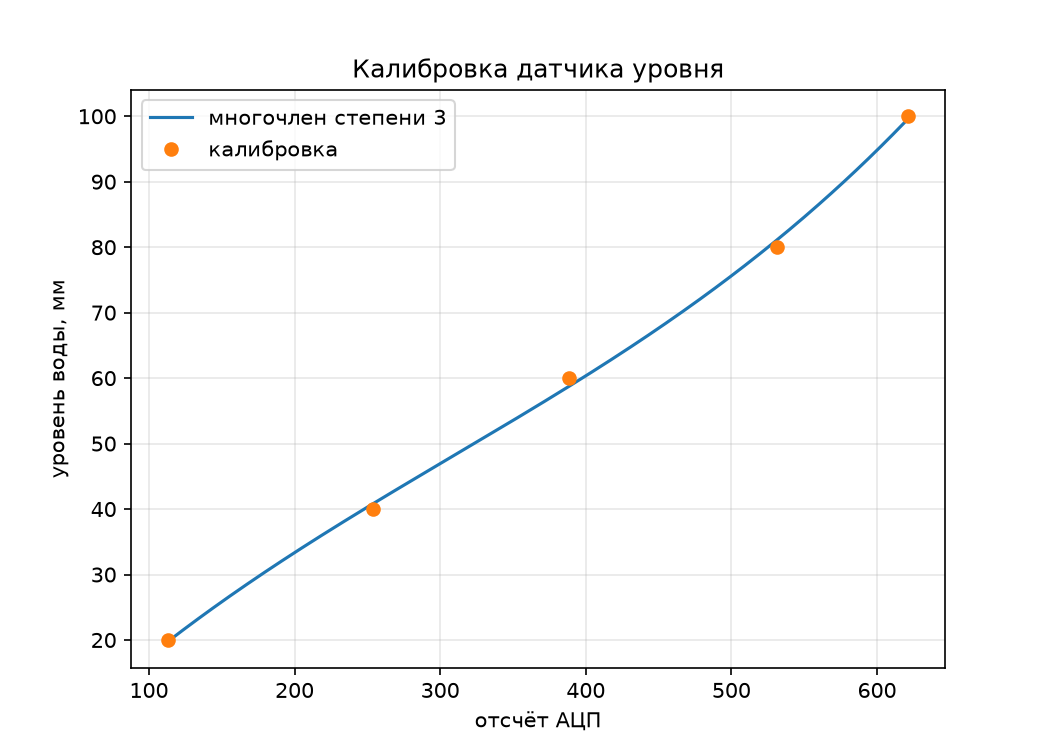 Калибровка датчика уровня
многочлен степени 3
калибровка
100
90
80
70
60
50
40
30
20
уровень воды, мм
100 200 300 400 500 600
отсчёт АЦП